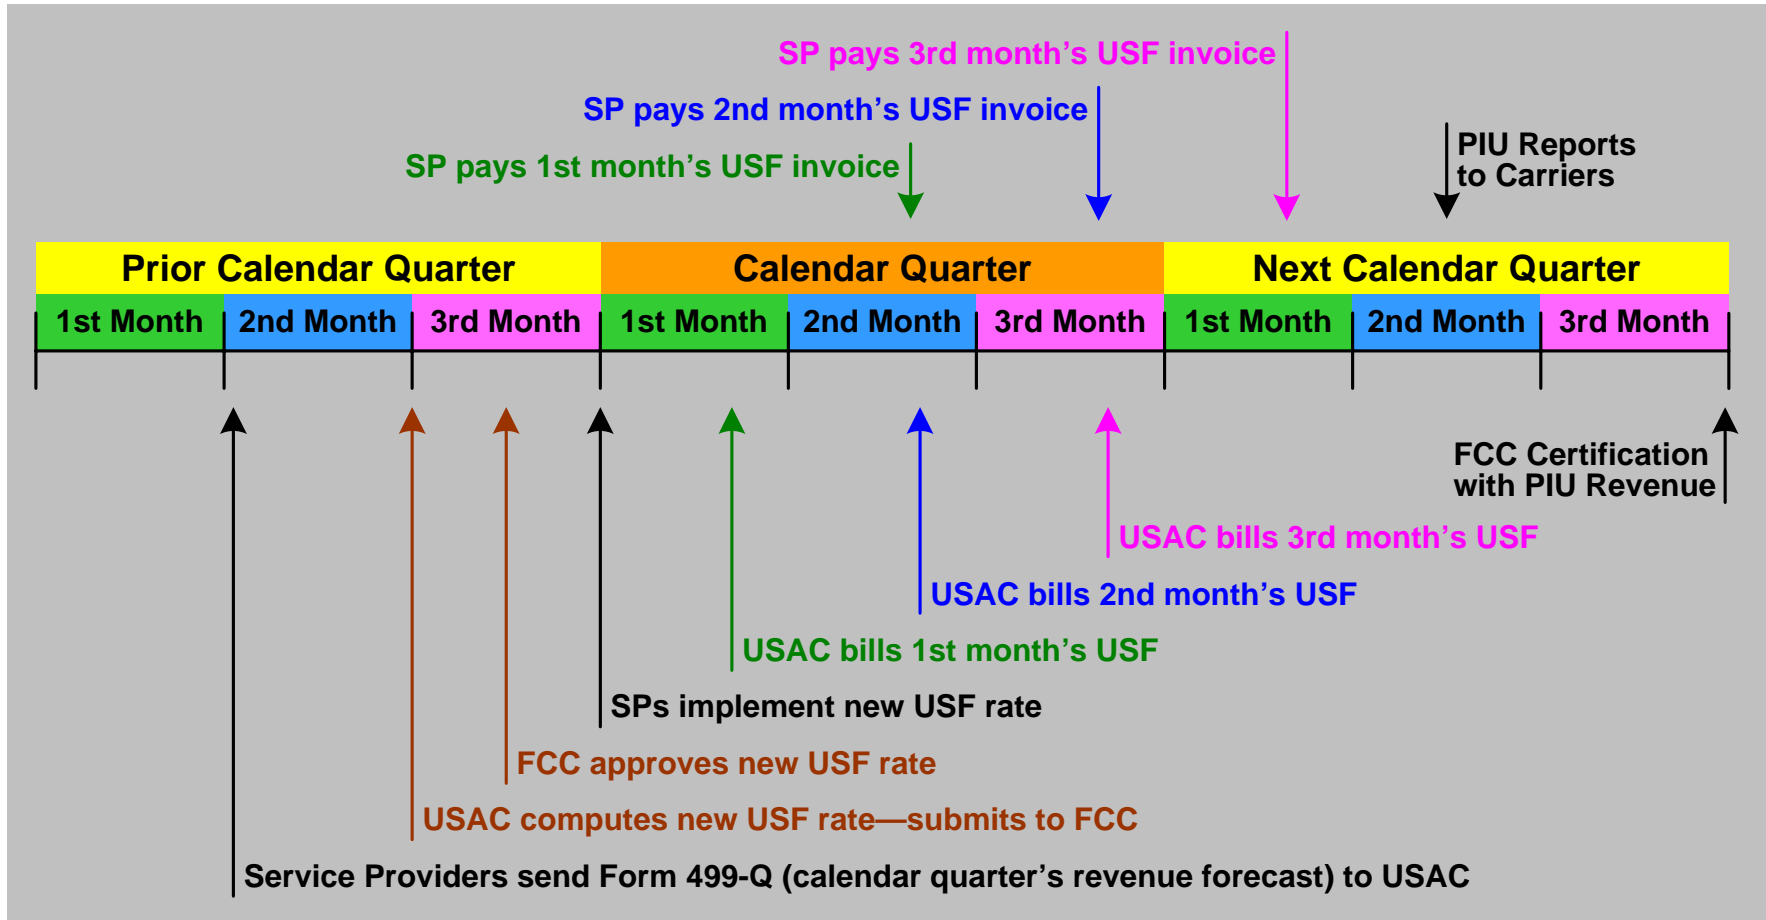 SP pays 3rd month’s USF invoice
SP pays 2nd month’s USF invoice
SP pays 1st month’s USF invoice
PIU Reports
to Carriers
Prior Calendar Quarter
Calendar Quarter
Next Calendar Quarter
1st Month
2nd Month
3rd Month
1st Month
2nd Month
3rd Month
1st Month
2nd Month
3rd Month
FCC Certification
with PIU Revenue
USAC bills 3rd month’s USF
USAC bills 2nd month’s USF
USAC bills 1st month’s USF
SPs implement new USF rate
FCC approves new USF rate
USAC computes new USF rate—submits to FCC
Service Providers send Form 499-Q (calendar quarter’s revenue forecast) to USAC